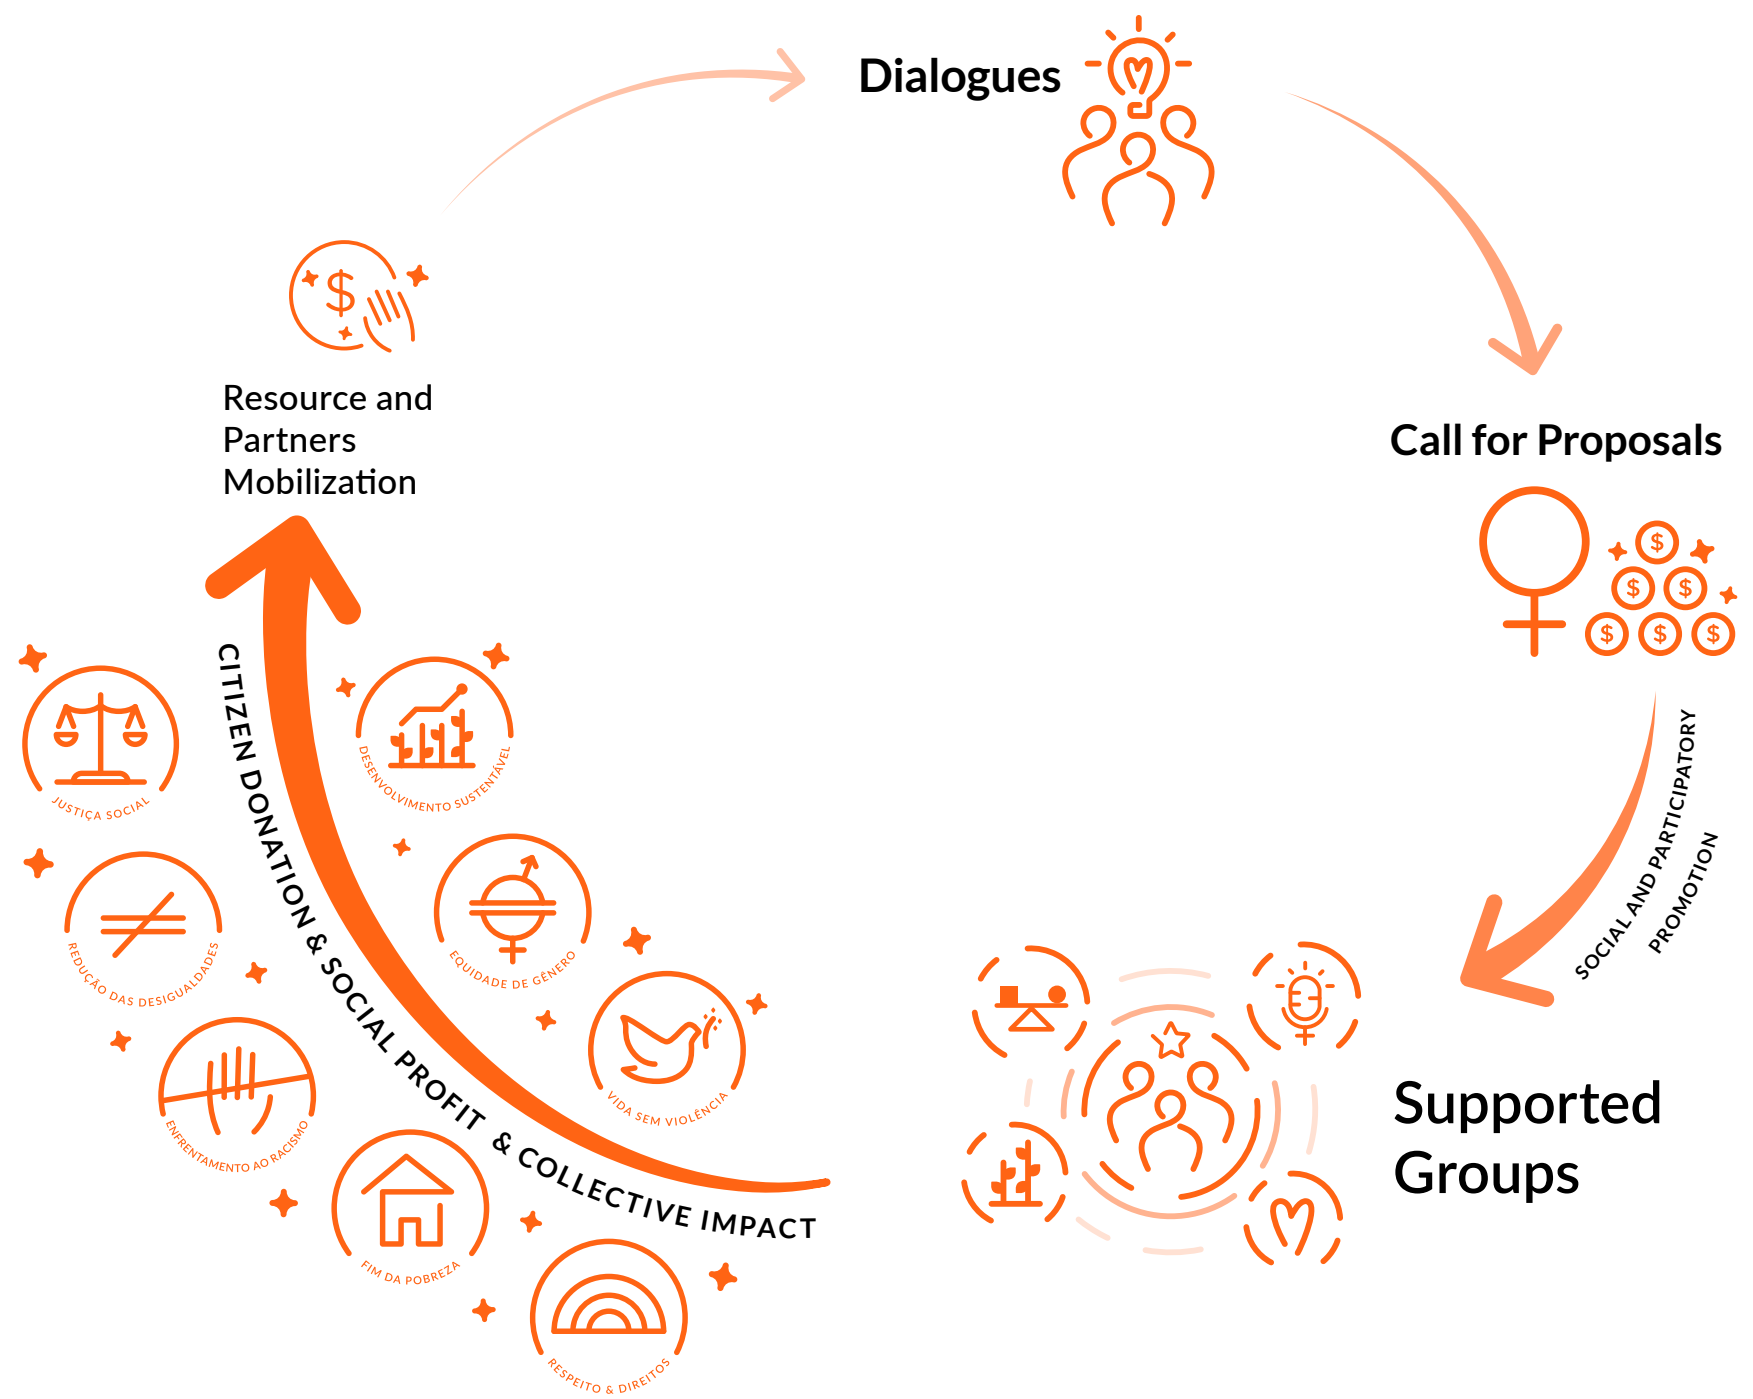 Dialogues
Resource and
Partners
Mobilization
Call for Proposals
$
$
$
$
$
$
$
SOCIAL AND PARTICIPATORY
PROMOTION
Supported
Groups
CITIZEN DONATION & SOCIAL PROFIT & COLLECTIVE IMPACT
JUSTIÇA SOCIAL
DESENVOLVIMENTO SUSTENTÁVEL
REDUÇÃO DAS DESIGUALDADES
EQUIDADE DE GÊNERO
ENFRENTAMENTO AO RACISMO
VIDA SEM VIOLÊNCIA
FIM DA POBREZA
RESPEITO & DIREITOS